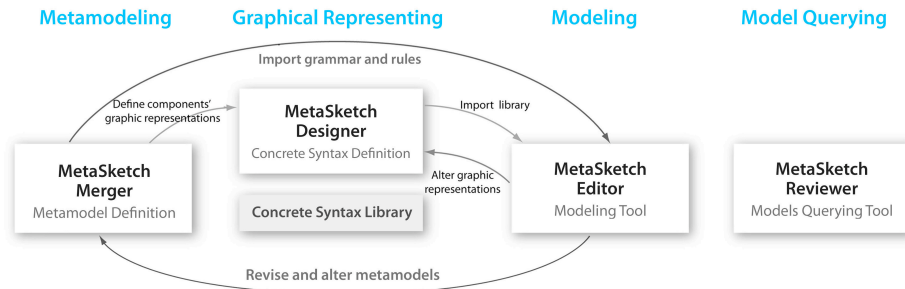 Metamodeling
Graphical Representing
Modeling
Model Querying
Import grammar and rules
Define components'
graphic representations
MetaSketch
Designer
Concrete Syntax Definition
Import library
MetaSketch
Merger
Metamodel Definition
Alter graphic
representations
MetaSketch
Editor
Modeling Tool
MetaSketch
Reviewer
Models Querying Tool
Concrete Syntax Library
Revise and alter metamodels